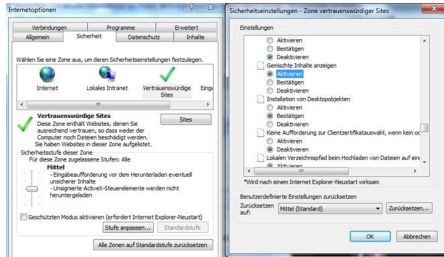 Internetoptionen
Verbindungen
Programme
Erweitert
Allgemein
Sicherheit
Datenschutz
Inhalte
Wählen Sie eine Zone aus, um deren Sicherheitseinstellungen festzulegen.
Internet
Lokales Intranet
Vertrauenswürdige Sites
Eing
Vertrauenswürdige Sites
Diese Zone enthält Websites, denen Sie
ausreichend vertrauen, so dass weder der
Computer noch Dateien beschädigt werden.
Sie haben Websites in dieser Zone aufgelistet.
Sites
Sicherheitsstufe dieser Zone
Für diese Zone zugelassene Stufen: Alle
Mittel
- Eingabeaufforderung vor dem Herunterladen eventuell
unsicherer Inhalte
- Unsignierte ActiveX-Steuerelemente werden nicht
heruntergeladen
Geschützten Modus aktivieren (erfordert Internet Explorer-Neustart)
Stufe anpassen...
Standardstufe
Alle Zonen auf Standardstufe zurücksetzen
Sicherheitseinstellungen - Zone vertrauenswürdiger Sites
Einstellungen
Aktivieren
Bestätigen
Deaktivieren
Gemischte Inhalte anzeigen
Aktivieren
Bestätigen
Deaktivieren
Installation von Desktopobjekten
Aktivieren
Bestätigen
Deaktivieren
Keine Aufforderung zur Clientzertifikatauswahl, wenn kein oc
Aktivieren
Deaktivieren
Lokalen Verzeichnispfad beim Hochladen von Dateien auf ein
Aktivieren
*Wird nach einem Internet Explorer-Neustart wirksam
Benutzerdefinierte Einstellungen zurücksetzen
Zurücksetzen auf:
Mittel (Standard)
Zurücksetzen...
OK
Abbrechen